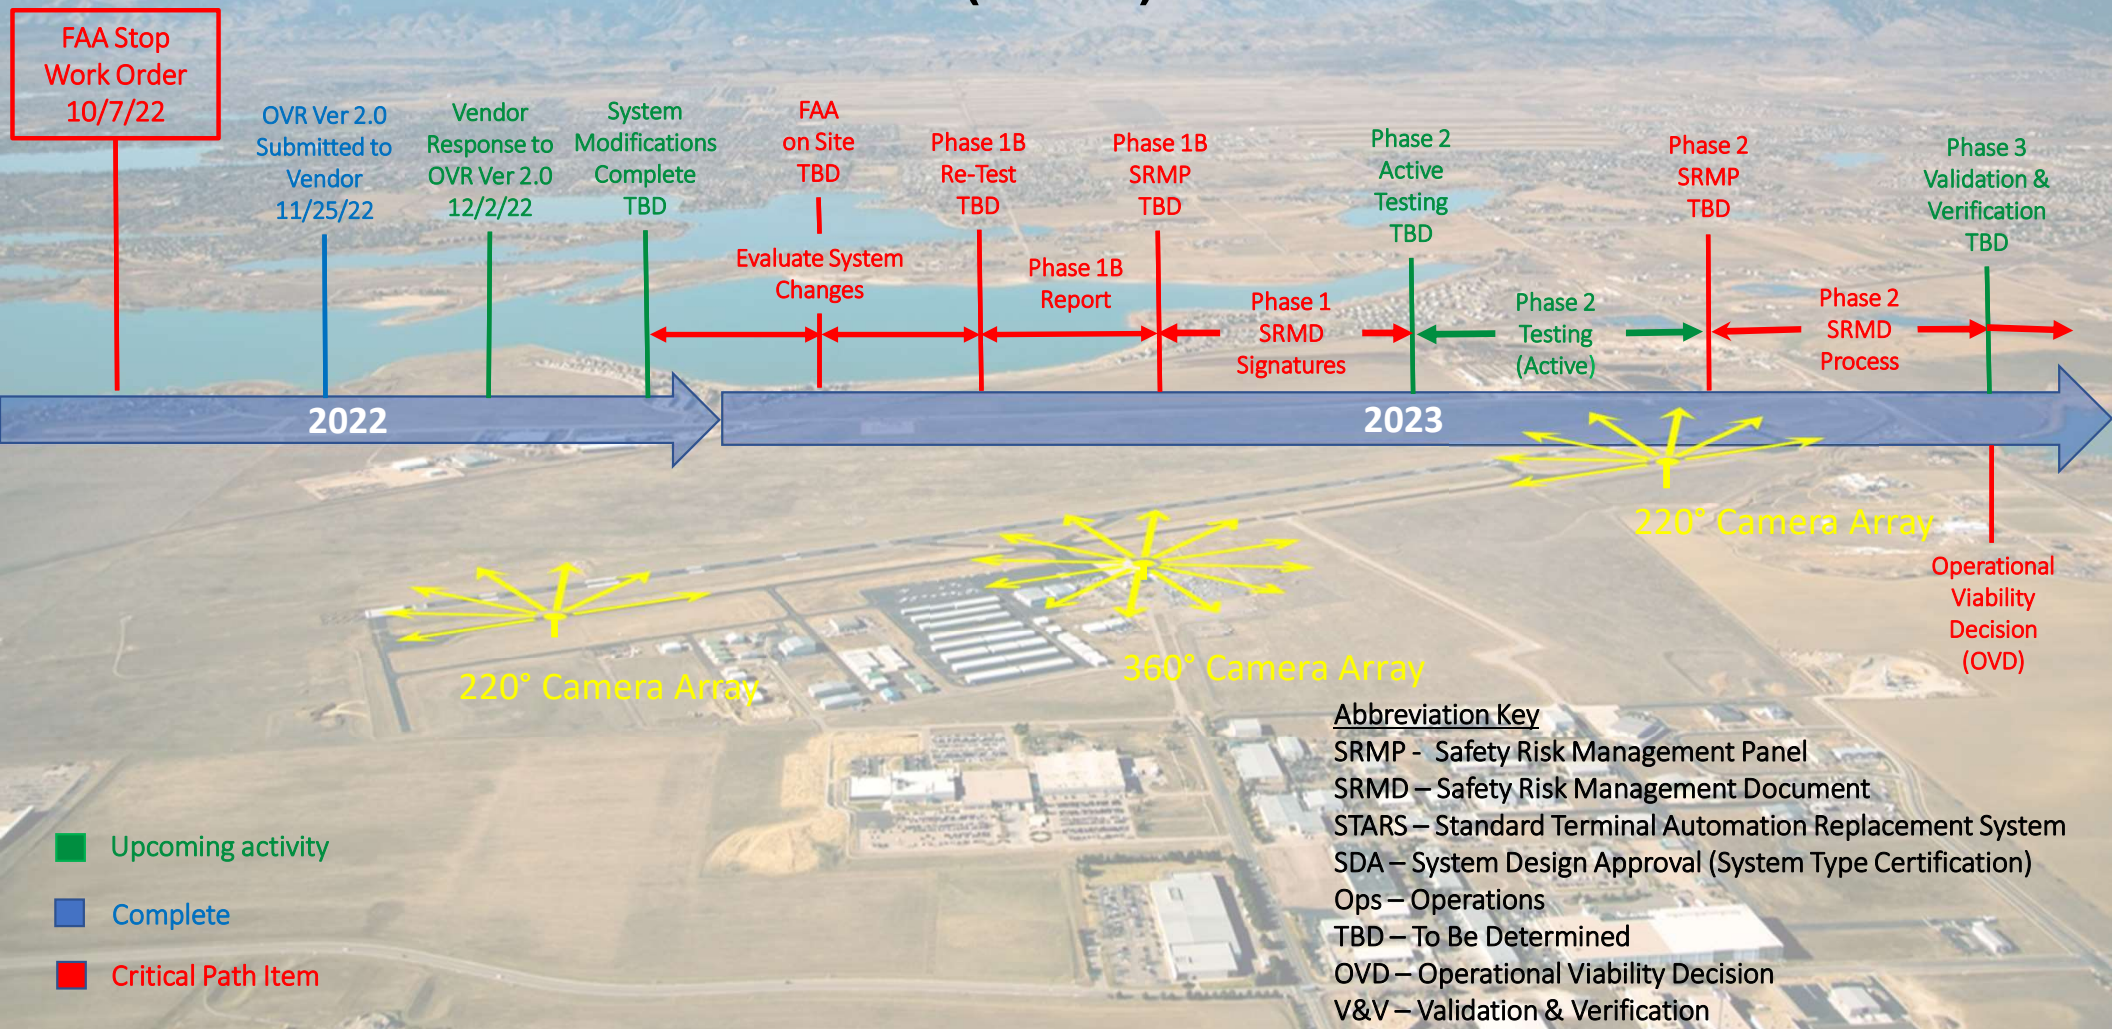 FAA Stop
Work Order
10/7/22
OVR Ver 2.0
Submitted to
Vendor
11/25/22
Vendor
Response to
OVR Ver 2.0
12/2/22
System
Modifications
Complete
TBD
FAA
on Site
TBD
Evaluate System
Changes
Phase 1B
Re-Test
TBD
Phase 1B
Report
Phase 1B
SRMP
TBD
Phase 1
SRMD
Signatures
Phase 2
Active
Testing
TBD
Phase 2
Testing
(Active)
Phase 2
SRMP
TBD
Phase 2
SRMD
Process
Phase 3
Validation &
Verification
TBD
2022
2023
220° Camera Array
360° Camera Array
220° Camera Array
Operational
Viability
Decision
(OVD)
Upcoming activity
Complete
Critical Path Item
Abbreviation Key
SRMP - Safety Risk Management Panel
SRMD – Safety Risk Management Document
STARS – Standard Terminal Automation Replacement System
SDA – System Design Approval (System Type Certification)
Ops – Operations
TBD – To Be Determined
OVD – Operational Viability Decision
V&V – Validation & Verification